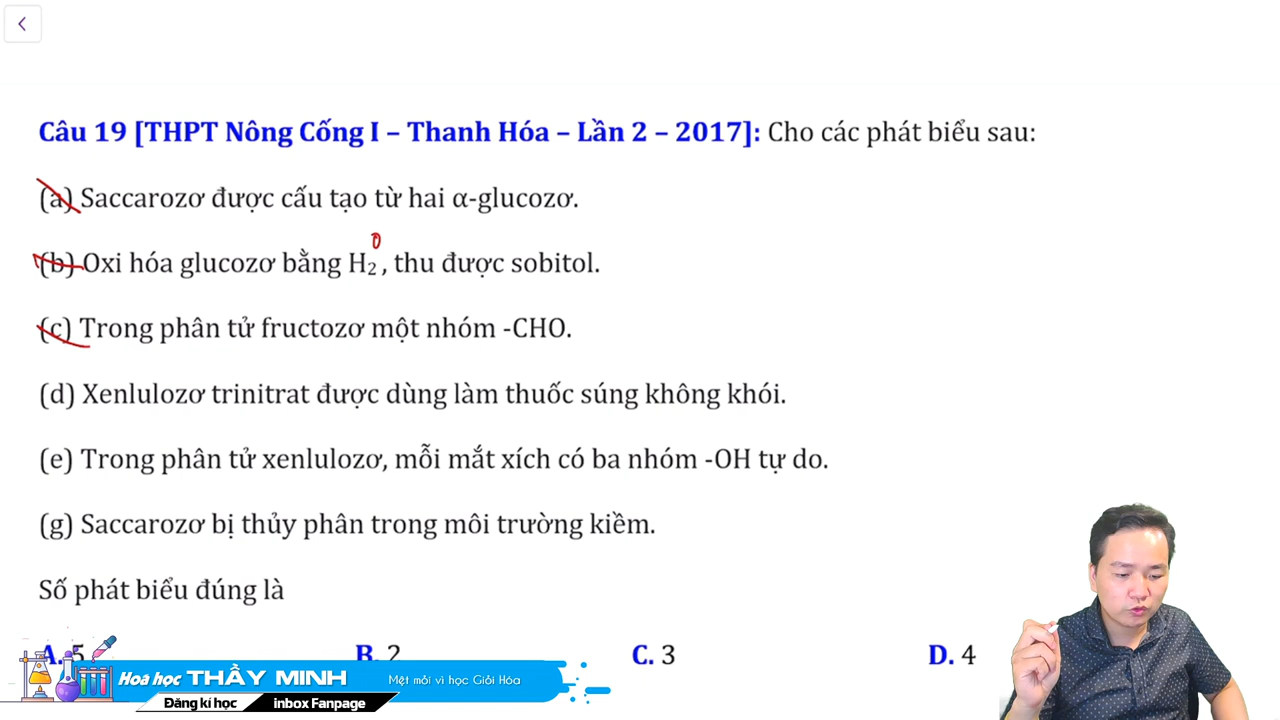 Câu 19 [THPT Nông Cống I – Thanh Hóa – Lần 2 – 2017]: Cho các phát biểu sau:
(a) Saccarozơ được cấu tạo từ hai α-glucozơ.
0
(b) Oxi hóa glucozơ bằng H₂, thu được sobitol.
(c) Trong phân tử fructozơ một nhóm -CHO.
(d) Xenlulozơ trinitrat được dùng làm thuốc súng không khói.
(e) Trong phân tử xenlulozơ, mỗi mắt xích có ba nhóm -OH tự do.
(g) Saccarozơ bị thủy phân trong môi trường kiềm.
Số phát biểu đúng là
A. 5 B. 2 C. 3 D. 4
Hoá học THẦY MINH Mệt mỏi vì học Giỏi Hóa
Đăng kí học inbox Fanpage